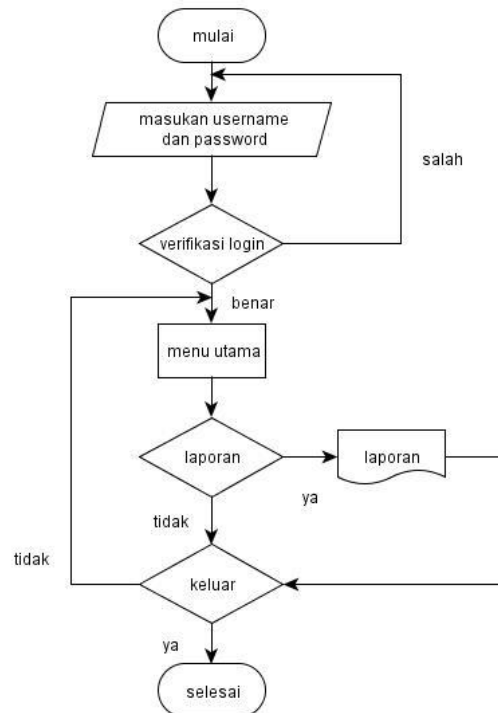 mulai
masukan username
dan password
salah
verifikasi login
benar
menu utama
laporan
laporan
ya
tidak
tidak
keluar
ya
selesai